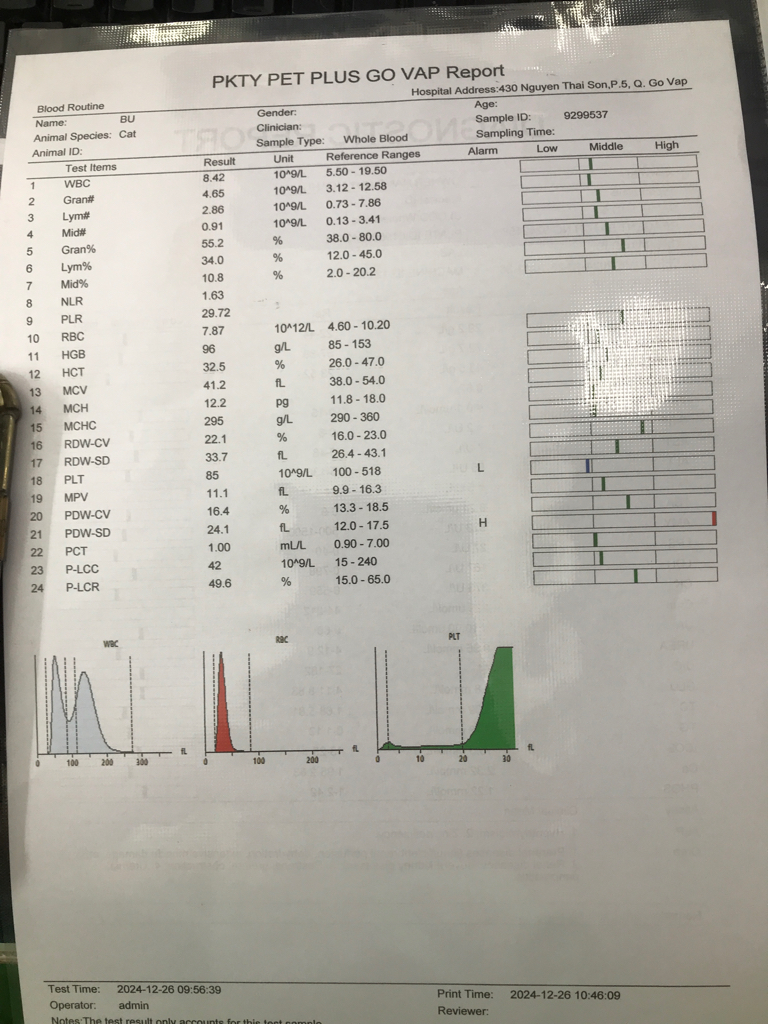 PKTY PET PLUS GO VAP Report
Hospital Address:430 Nguyen Thai Son,P.5, Q. Go Vap
Blood Routine
Name: BU Gender: Age:
Animal Species: Cat Clinician: Sample ID: 9299537
Animal ID: Sample Type: Whole Blood Sampling Time:
Test Items Result Unit Reference Ranges Alarm Low Middle High
1 WBC 8.42 10^9/L 5.50 - 19.50
2 Gran# 4.65 10^9/L 3.12 - 12.58
3 Lym# 2.86 10^9/L 0.73 - 7.86
4 Mid# 0.91 10^9/L 0.13 - 3.41
5 Gran% 55.2 % 38.0 - 80.0
6 Lym% 34.0 % 12.0 - 45.0
7 Mid% 10.8 % 2.0 - 20.2
8 NLR 1.63
9 PLR 29.72
10 RBC 7.87 10^12/L 4.60 - 10.20
11 HGB 96 g/L 85 - 153
12 HCT 32.5 % 26.0 - 47.0
13 MCV 41.2 fL 38.0 - 54.0
14 MCH 12.2 pg 11.8 - 18.0
15 MCHC 295 g/L 290 - 360
16 RDW-CV 22.1 % 16.0 - 23.0
17 RDW-SD 33.7 fL 26.4 - 43.1
18 PLT 85 10^9/L 100 - 518 L
19 MPV 11.1 fL 9.9 - 16.3
20 PDW-CV 16.4 % 13.3 - 18.5
21 PDW-SD 24.1 fL 12.0 - 17.5 H
22 PCT 1.00 mL/L 0.90 - 7.00
23 P-LCC 42 10^9/L 15 - 240
24 P-LCR 49.6 % 15.0 - 65.0
WBC RBC PLT
0 100 200 300 fL 0 100 200 fL 0 10 20 30 fL
Test Time: 2024-12-26 09:56:39 Print Time: 2024-12-26 10:46:09
Operator: admin Reviewer:
Notes:The test result only accounts for this test sample